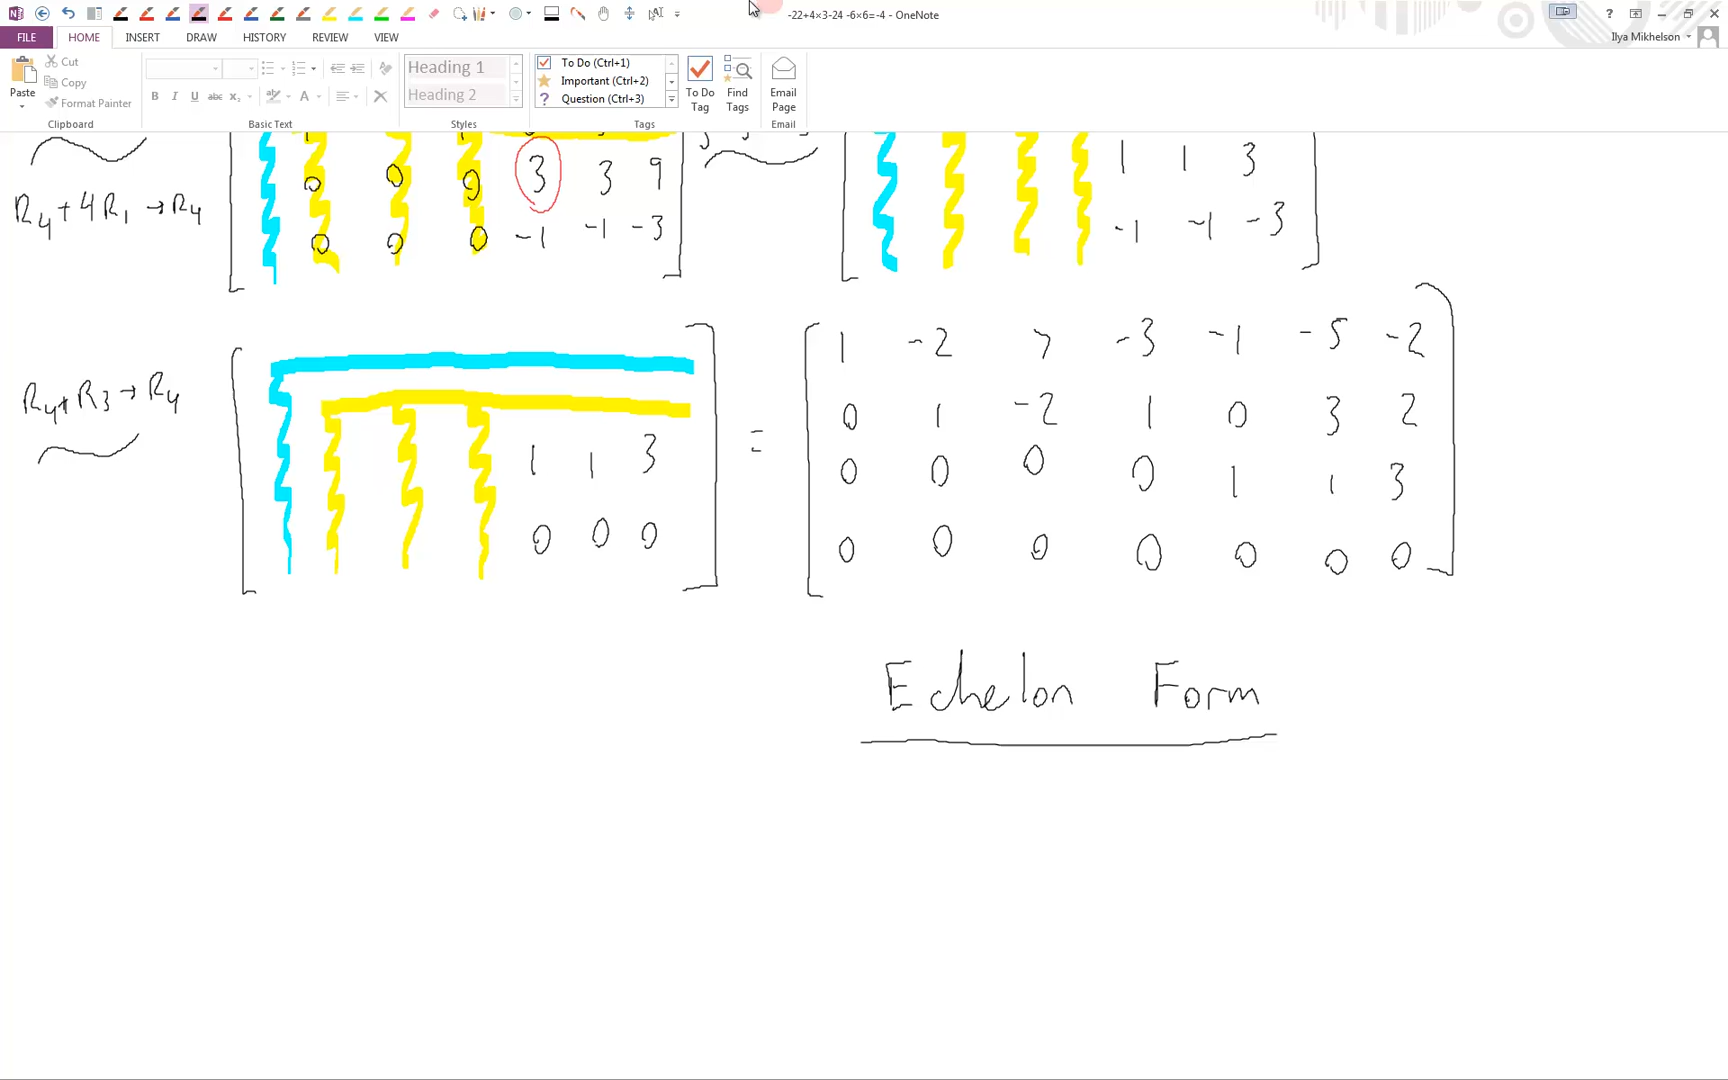 -22+4×3-24 -6×6=-4 - OneNote
?
FILE HOME INSERT DRAW HISTORY REVIEW VIEW
Ilya Mikhelson
Paste
Cut
Copy
Format Painter
Clipboard
B I U abc x₂ ab A
Basic Text
Heading 1
Heading 2
Styles
To Do (Ctrl+1)
Important (Ctrl+2)
? Question (Ctrl+3)
To Do Tag
Find Tags
Tags
Email Page
Email
R4 + 4R1 → R4
0 0 0 3 3 9
0 0 0 -1 -1 -3
1 1 3
-1 -1 -3
R4 + R3 → R4
1 1 3
0 0 0
=
1 -2 7 -3 -1 -5 -2
0 1 -2 1 0 3 2
0 0 0 0 1 1 3
0 0 0 0 0 0 0
Echelon Form